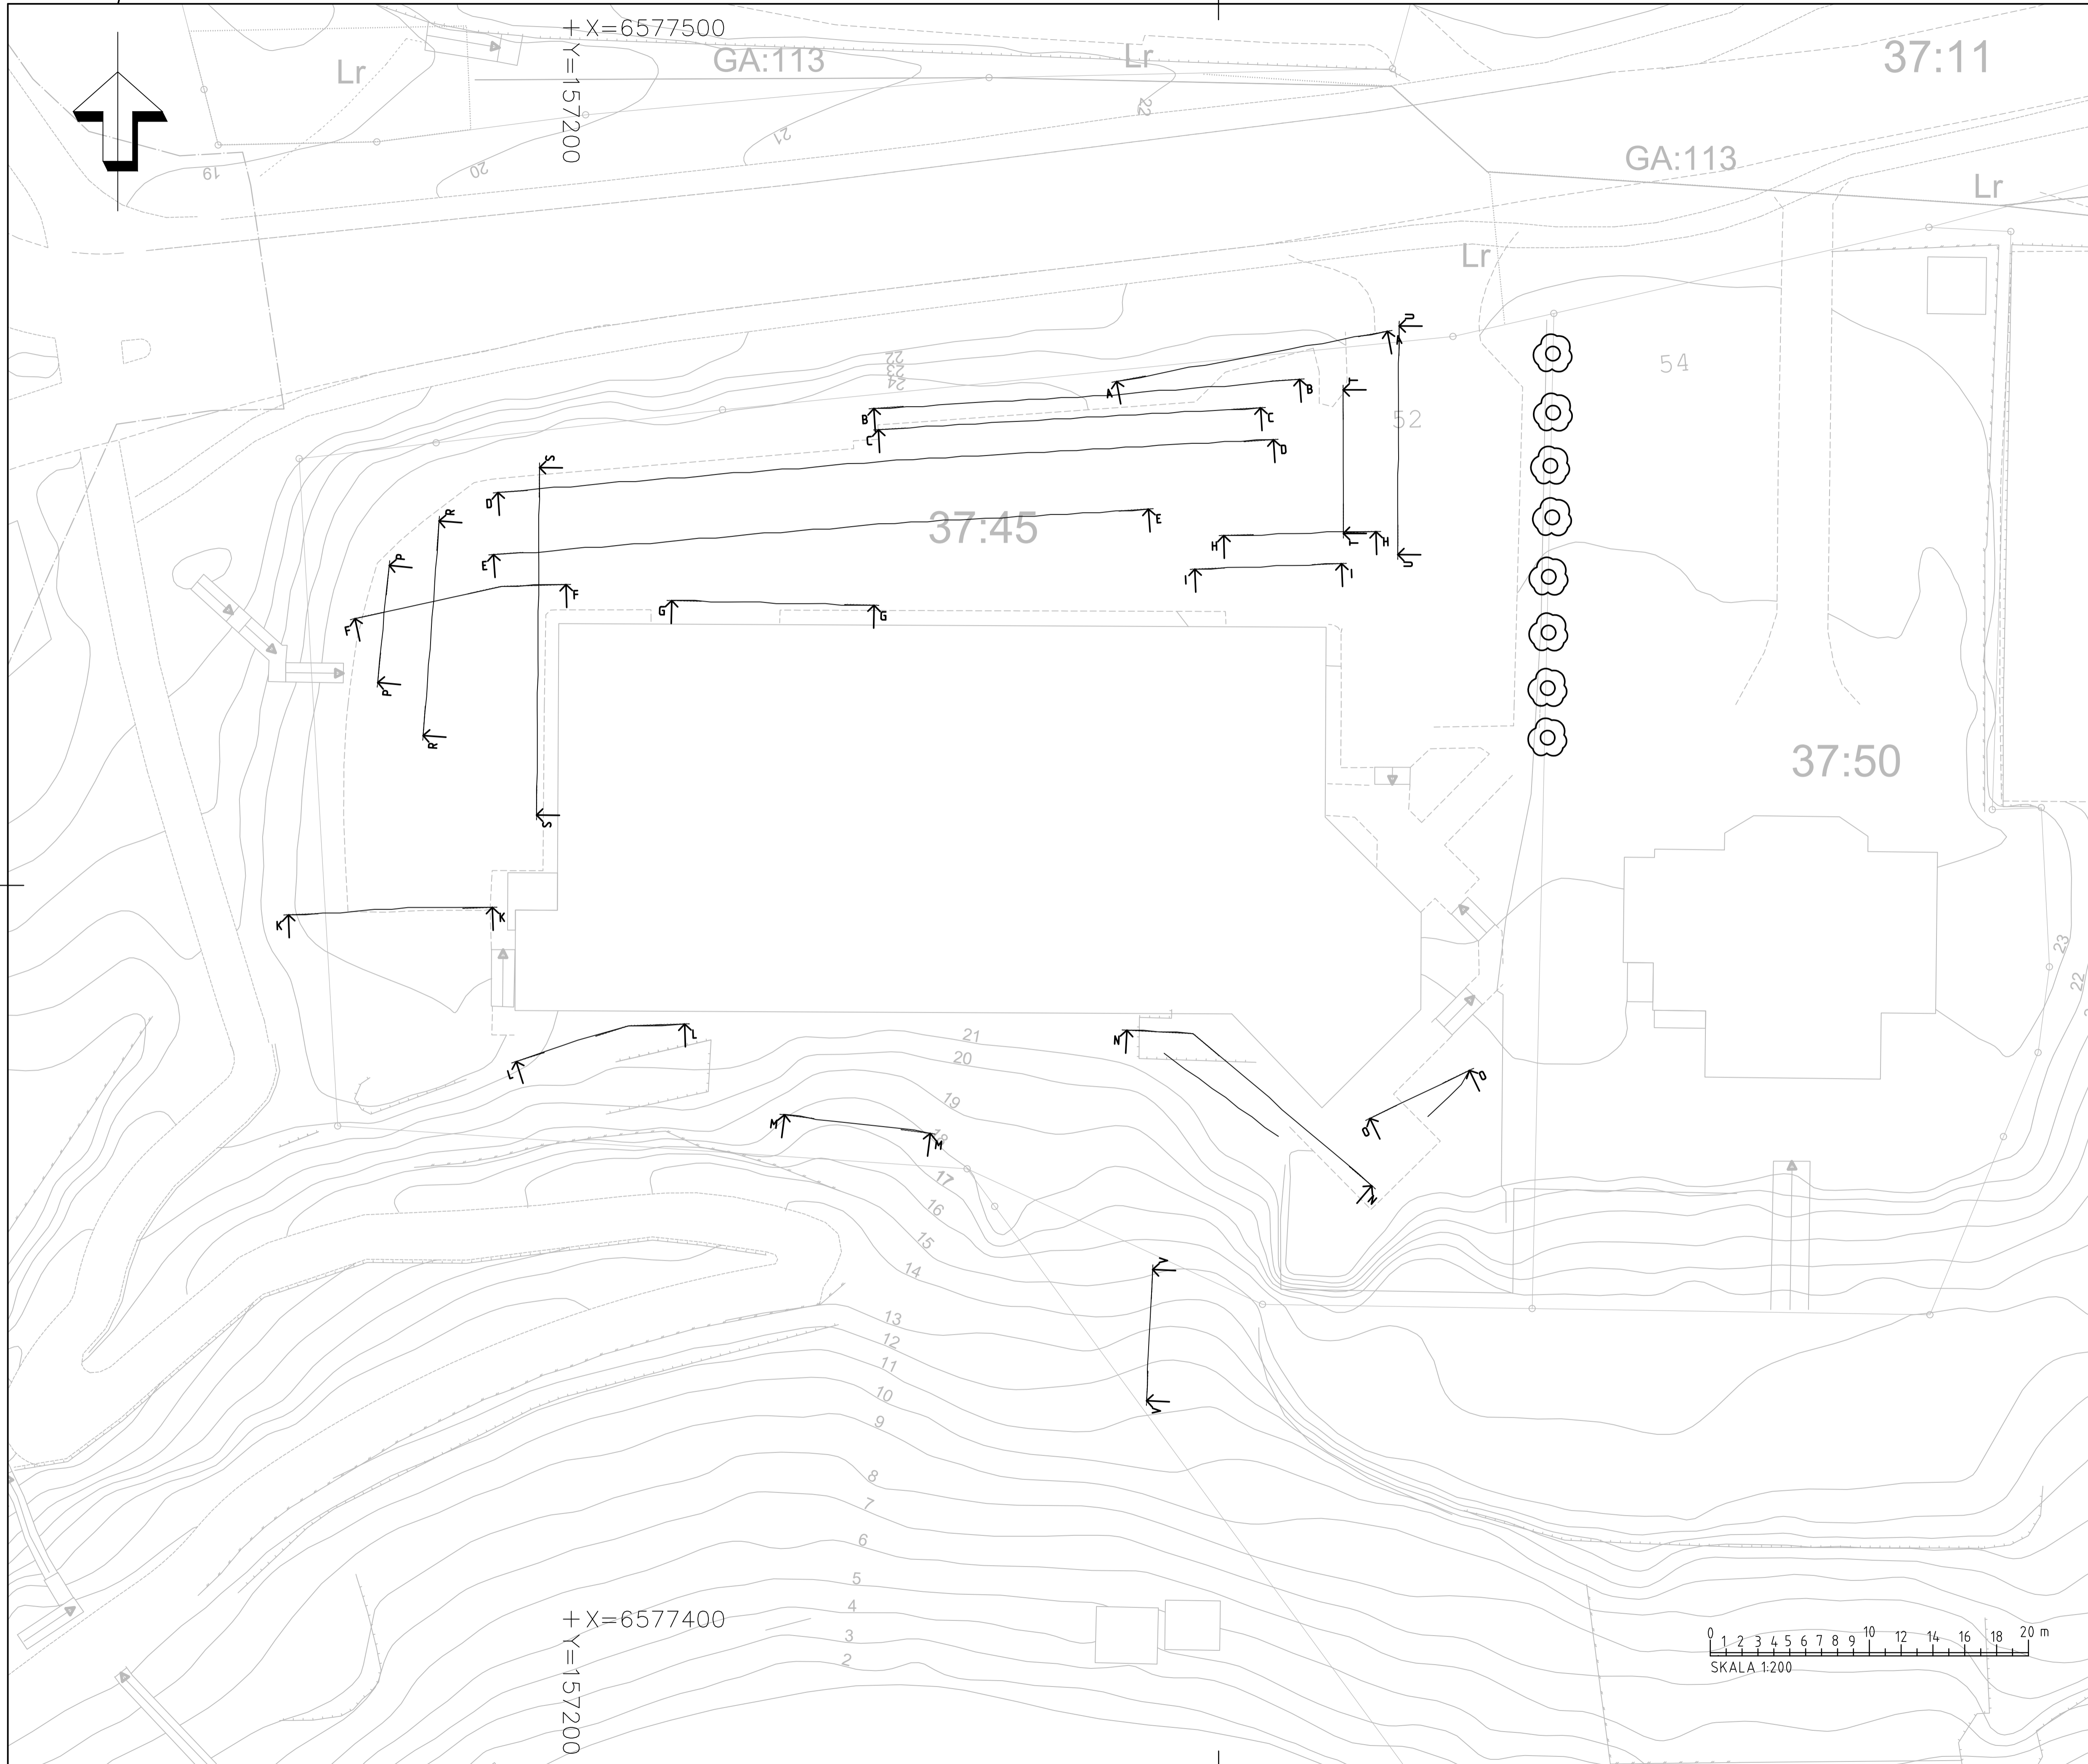 X=6577500
Y=157200
GA:113
Lr
Lr
37:11
22
21
20
19
GA:113
Lr
Lr
U
A
22
23
24
A
T
B
B
54
C
C
52
S
D
D
R
E
37:45
E
H
T
H
U
P
I
I
F
F
G
G
P
R
37:50
S
K
K
23
22
L
L
N
21
20
O
O
19
M
M
18
17
N
16
15
V
14
13
12
11
V
10
9
8
7
6
5
4
X=6577400
Y=157200
3
2
0 1 2 3 4 5 6 7 8 9 10 12 14 16 18 20 m
SKALA 1:200